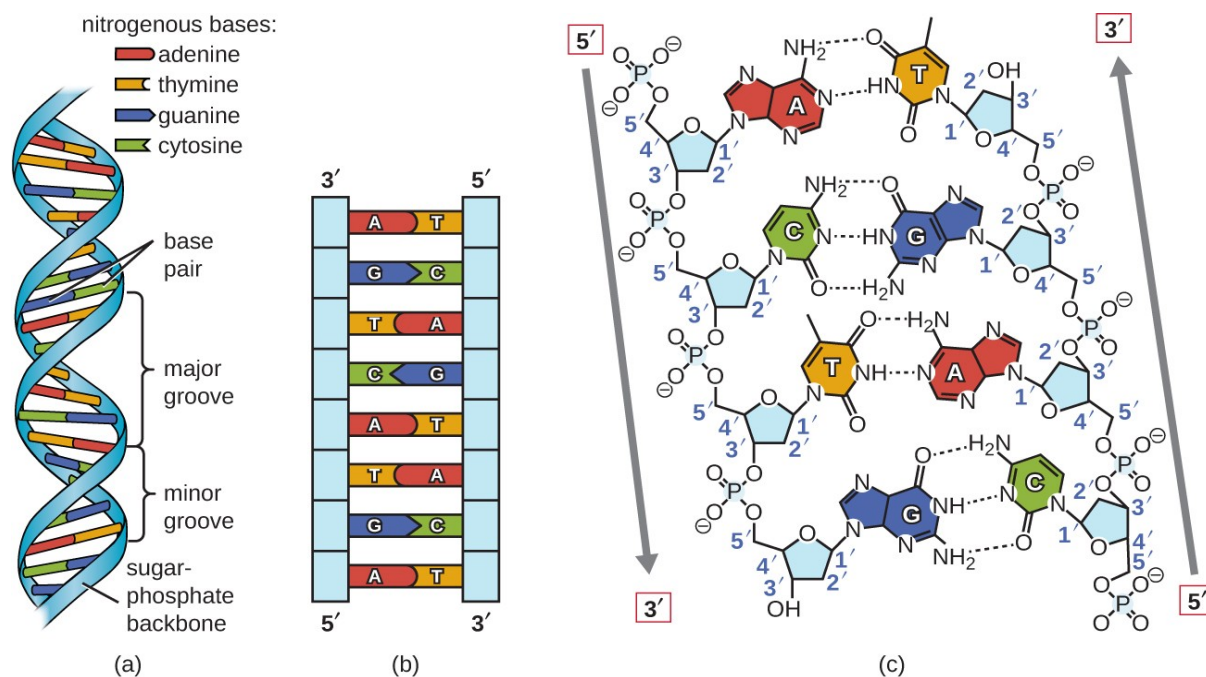 nitrogenous bases:
adenine
thymine
guanine
cytosine
base
pair
major
groove
minor
groove
sugar-
phosphate
backbone
(a)
3′ 5′
A T
G C
T A
C G
A T
T A
G C
A T
5′ 3′
(b)
5′ 3′
P O O O O ⊖ ⊖
5′ 4′ 3′ 2′ 1′ O
N N N N A NH₂
O HN O N T
1′ 2′ 3′ 4′ 5′ O OH
O P O O O ⊖
5′ 4′ 3′ 2′ 1′ O
N N O C NH₂
O HN H₂N N N N G
1′ 2′ 3′ 4′ 5′ O
O P O O O ⊖
5′ 4′ 3′ 2′ 1′ O
O NH O N T
H₂N N N N N A
1′ 2′ 3′ 4′ 5′ O
O P O O O ⊖
5′ 4′ 3′ 2′ 1′ O OH
N N N NH NH₂ O G
H₂N N N O C
1′ 2′ 3′ 4′ 5′ O
O P O O ⊖
3′ 5′
(c)